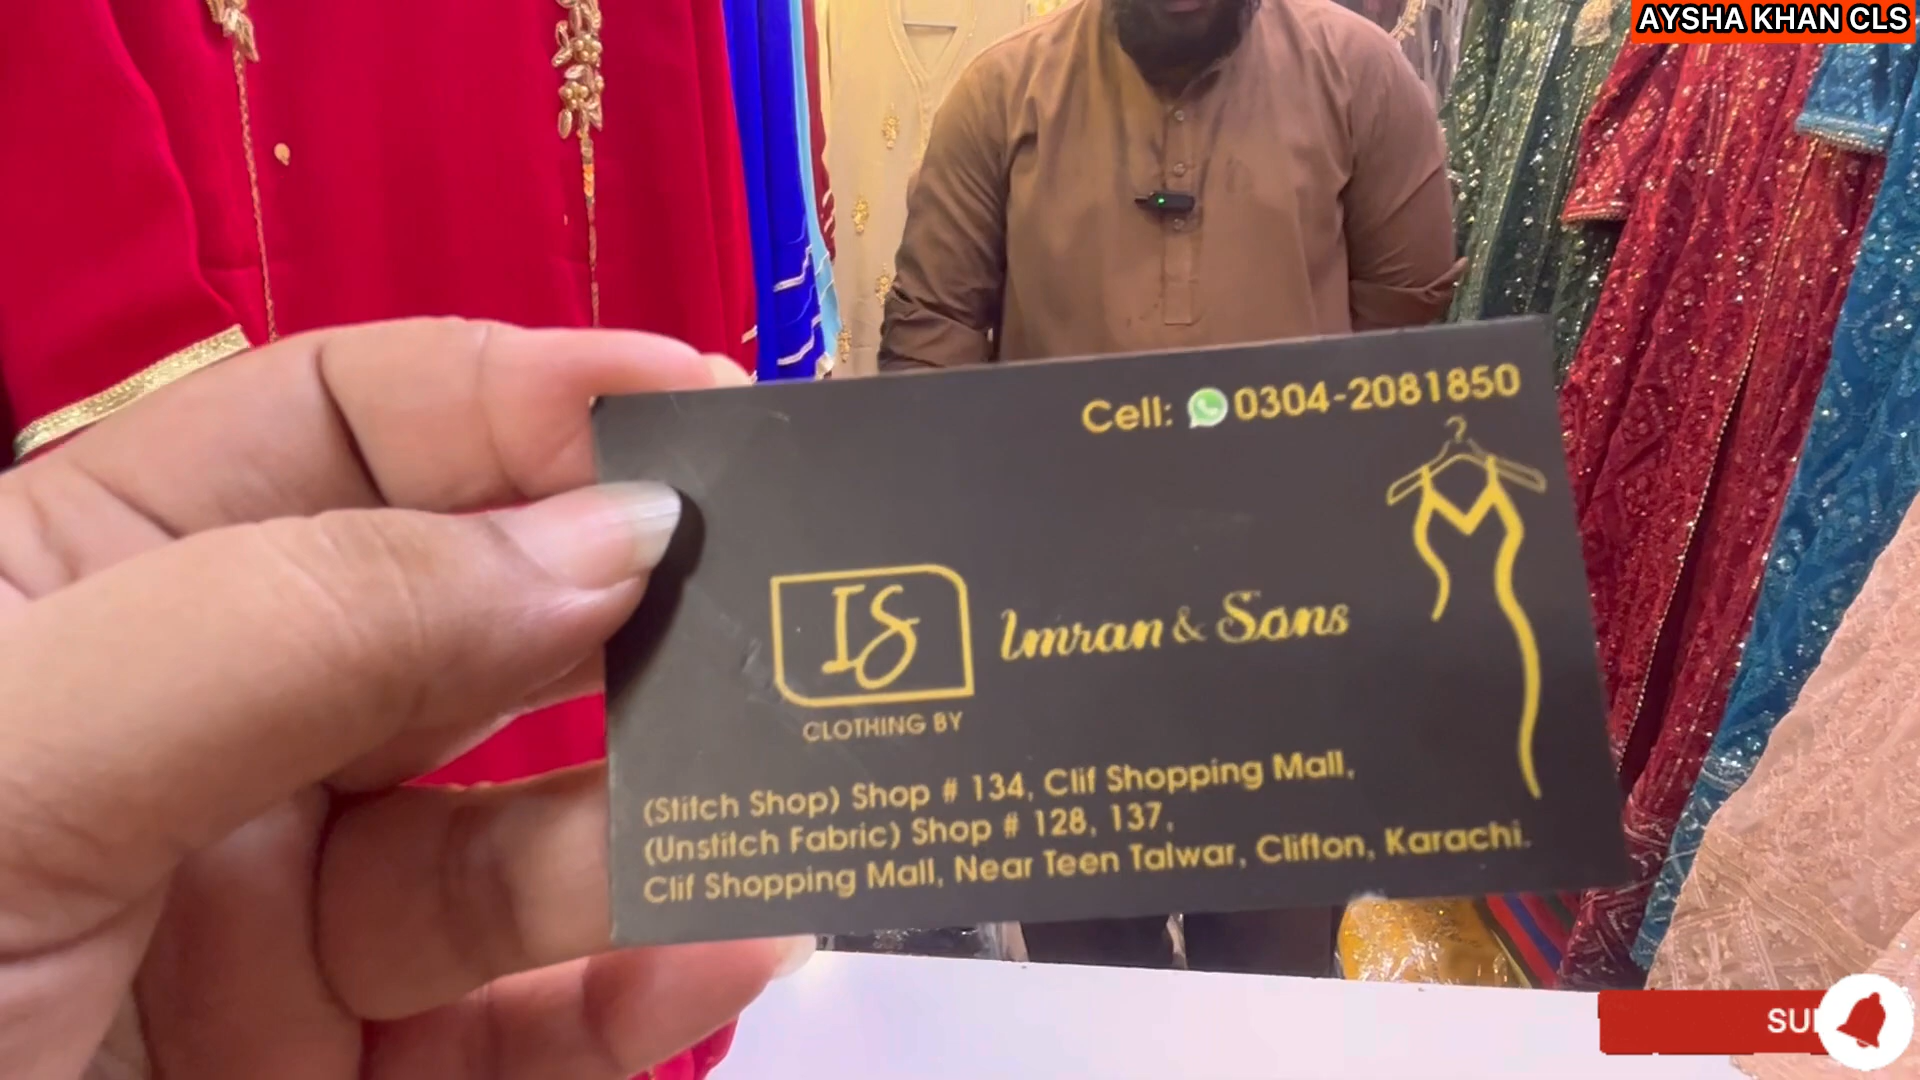 AYSHA KHAN CLS
Cell: 0304-2081850
IS
Imran & Sons
CLOTHING BY
(Stitch Shop) Shop # 134, Clif Shopping Mall,
(Unstitch Fabric) Shop # 128, 137,
Clif Shopping Mall, Near Teen Talwar, Clifton, Karachi.